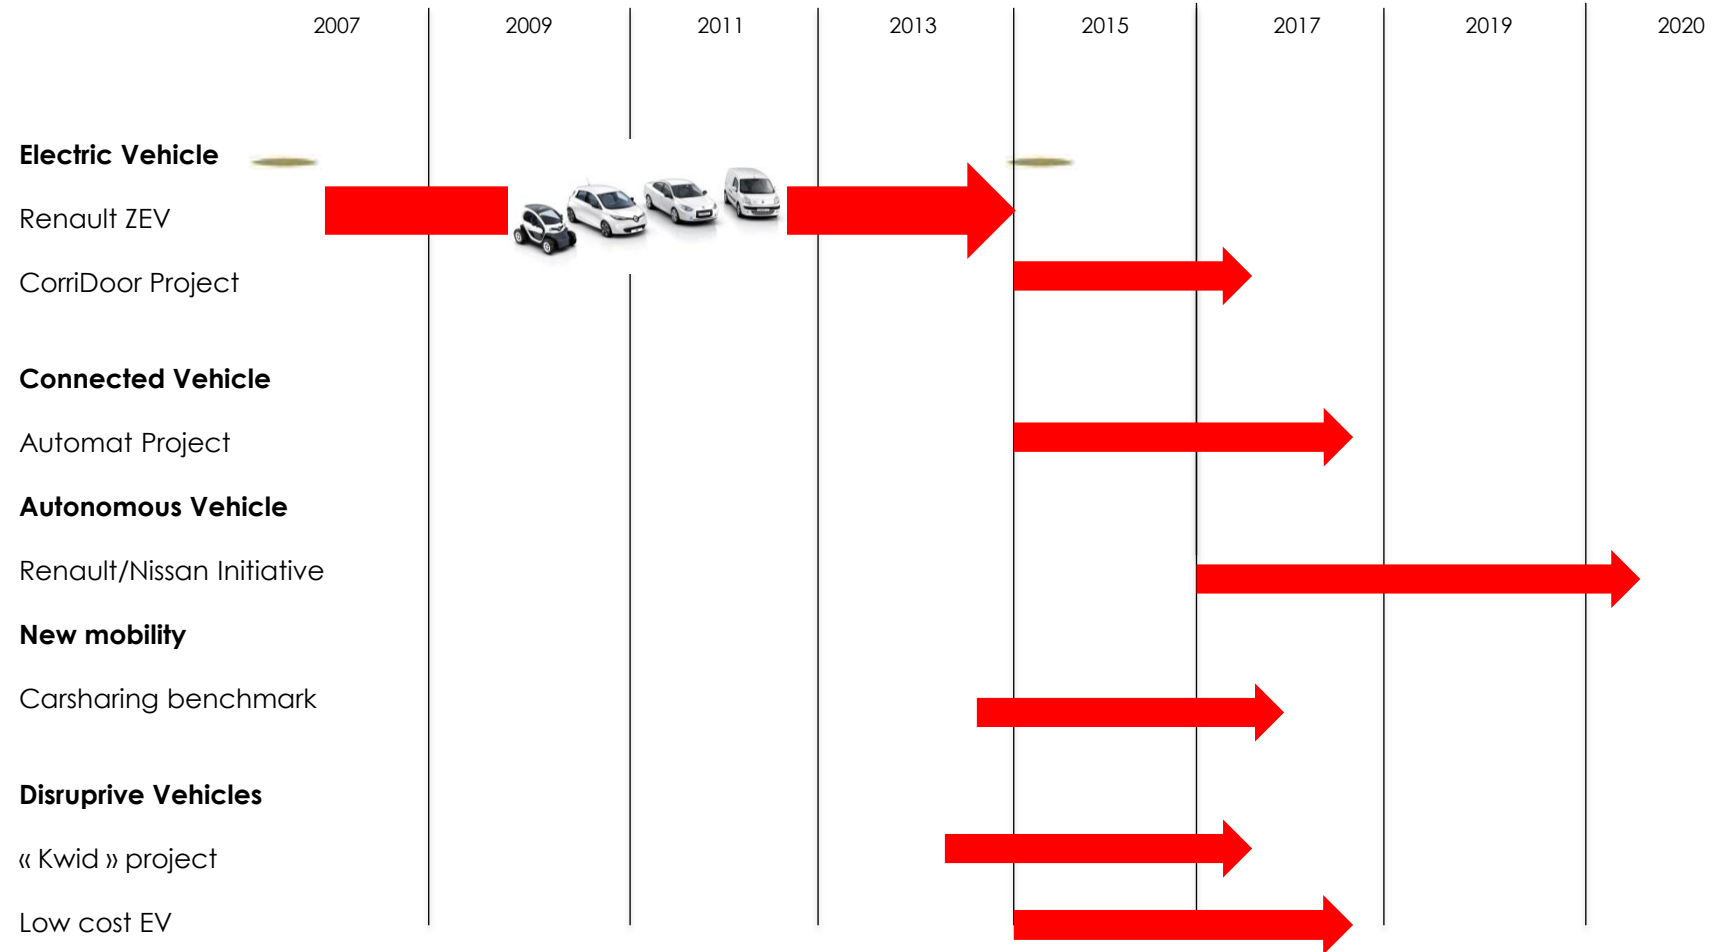 2007 2009 2011 2013 2015 2017 2019 2020
Electric Vehicle
Renault ZEV
CorriDoor Project
Connected Vehicle
Automat Project
Autonomous Vehicle
Renault/Nissan Initiative
New mobility
Carsharing benchmark
Disruprive Vehicles
« Kwid » project
Low cost EV